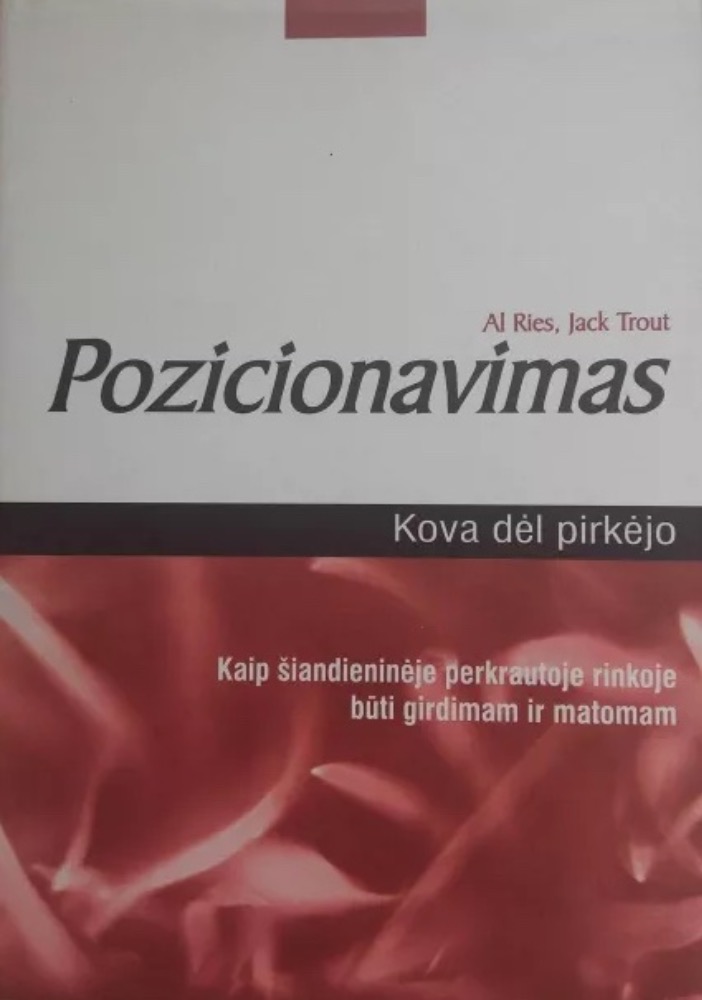 Al Ries, Jack Trout
Pozicionavimas
Kova dėl pirkėjo
Kaip šiandieninėje perkrautoje rinkoje
būti girdimam ir matomam